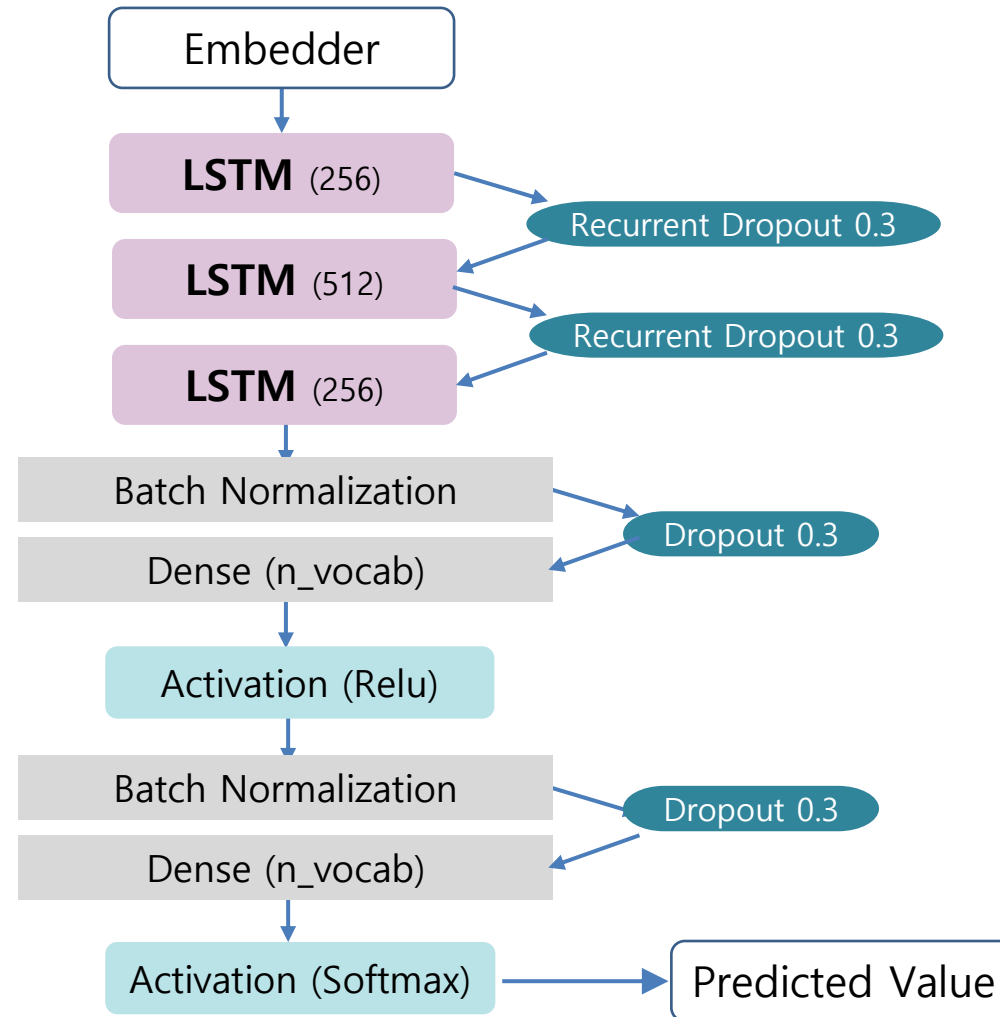 Embedder
LSTM (256)
Recurrent Dropout 0.3
LSTM (512)
Recurrent Dropout 0.3
LSTM (256)
Batch Normalization
Dropout 0.3
Dense (n_vocab)
Activation (Relu)
Batch Normalization
Dropout 0.3
Dense (n_vocab)
Activation (Softmax)
Predicted Value